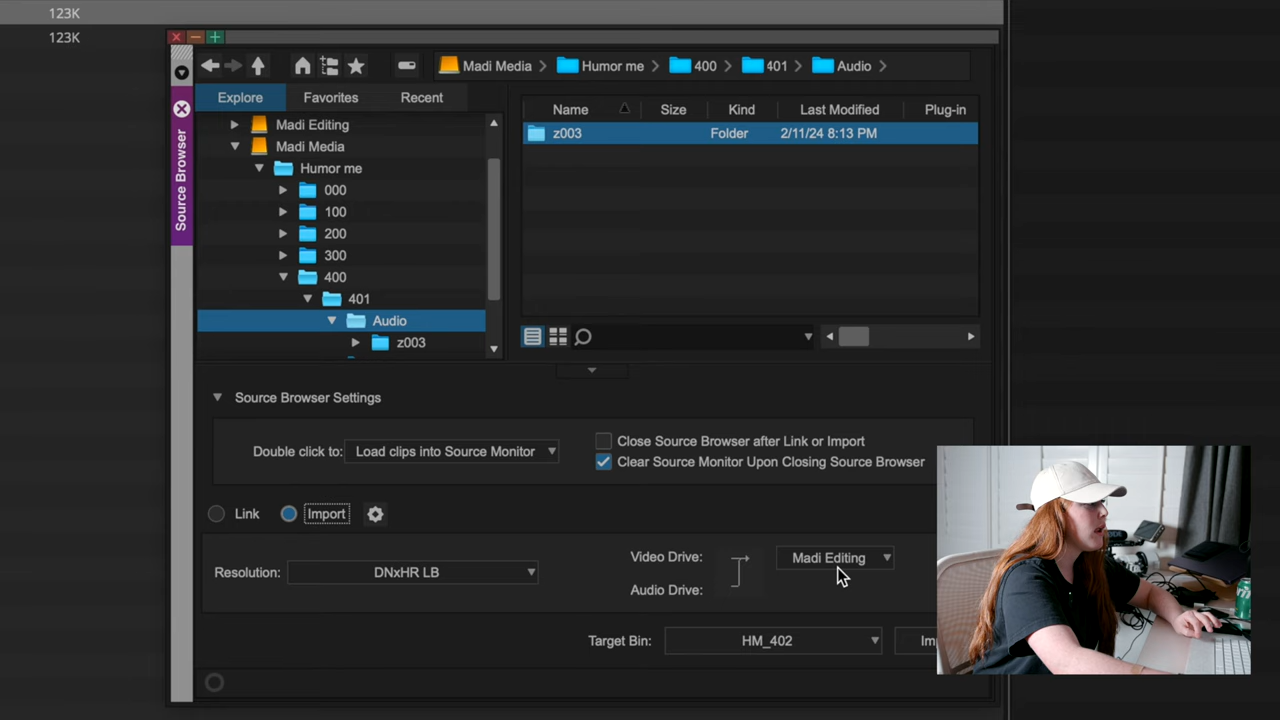 123K
123K
Madi Media
Humor me
400
401
Audio
Explore
Favorites
Recent
Name
Size
Kind
Last Modified
Plug-in
Madi Editing
z003
Folder
2/11/24 8:13 PM
Madi Media
Humor me
000
100
200
300
400
401
Audio
z003
Source Browser
Source Browser Settings
Double click to:
Load clips into Source Monitor
Close Source Browser after Link or Import
Clear Source Monitor Upon Closing Source Browser
Link
Import
Video Drive:
Madi Editing
Resolution:
DNxHR LB
Audio Drive:
Target Bin:
HM_402